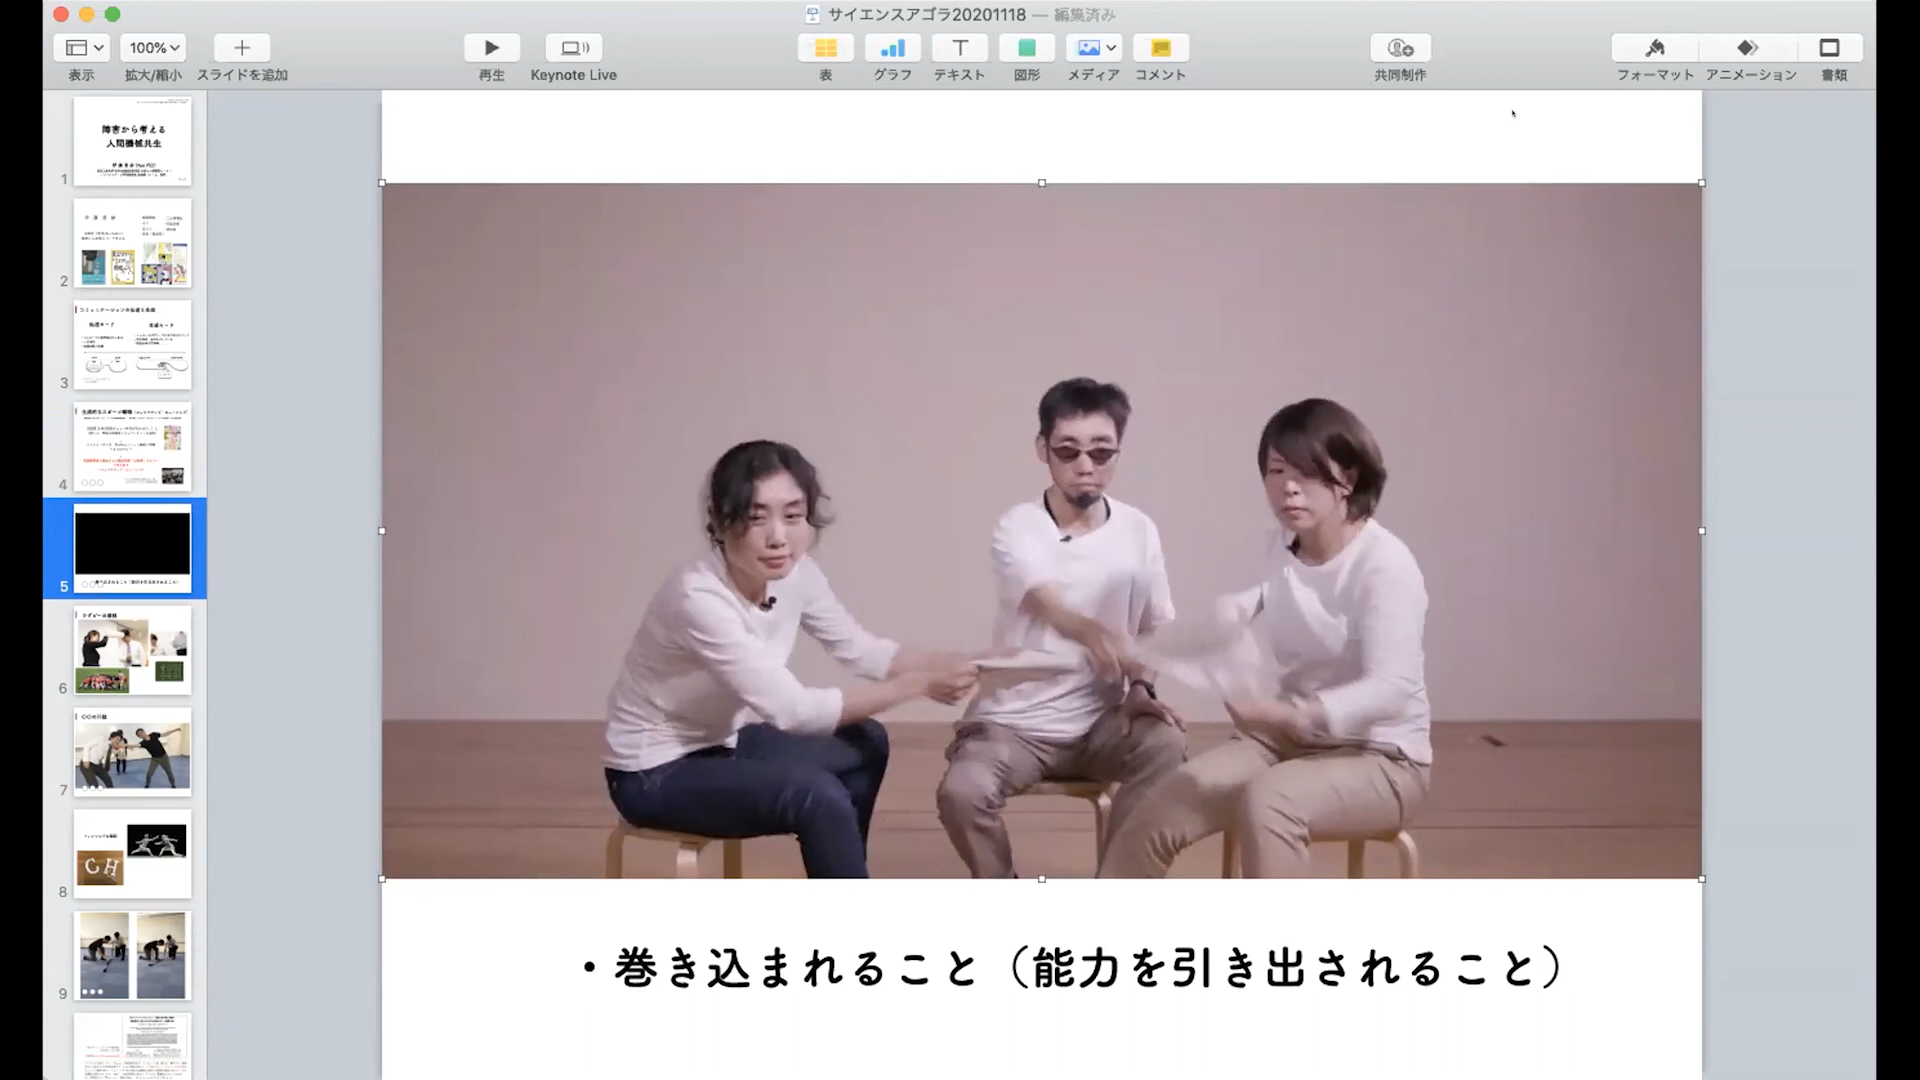 サイエンスアゴラ20201118 — 編集済み
100%
表示
拡大/縮小
スライドを追加
再生
Keynote Live
表
グラフ
テキスト
図形
メディア
コメント
共同制作
フォーマット
アニメーション
書類
障害から考える
人間機械共生
1
2
3
4
5
6
7
8
CH
9
・巻き込まれること（能力を引き出されること）